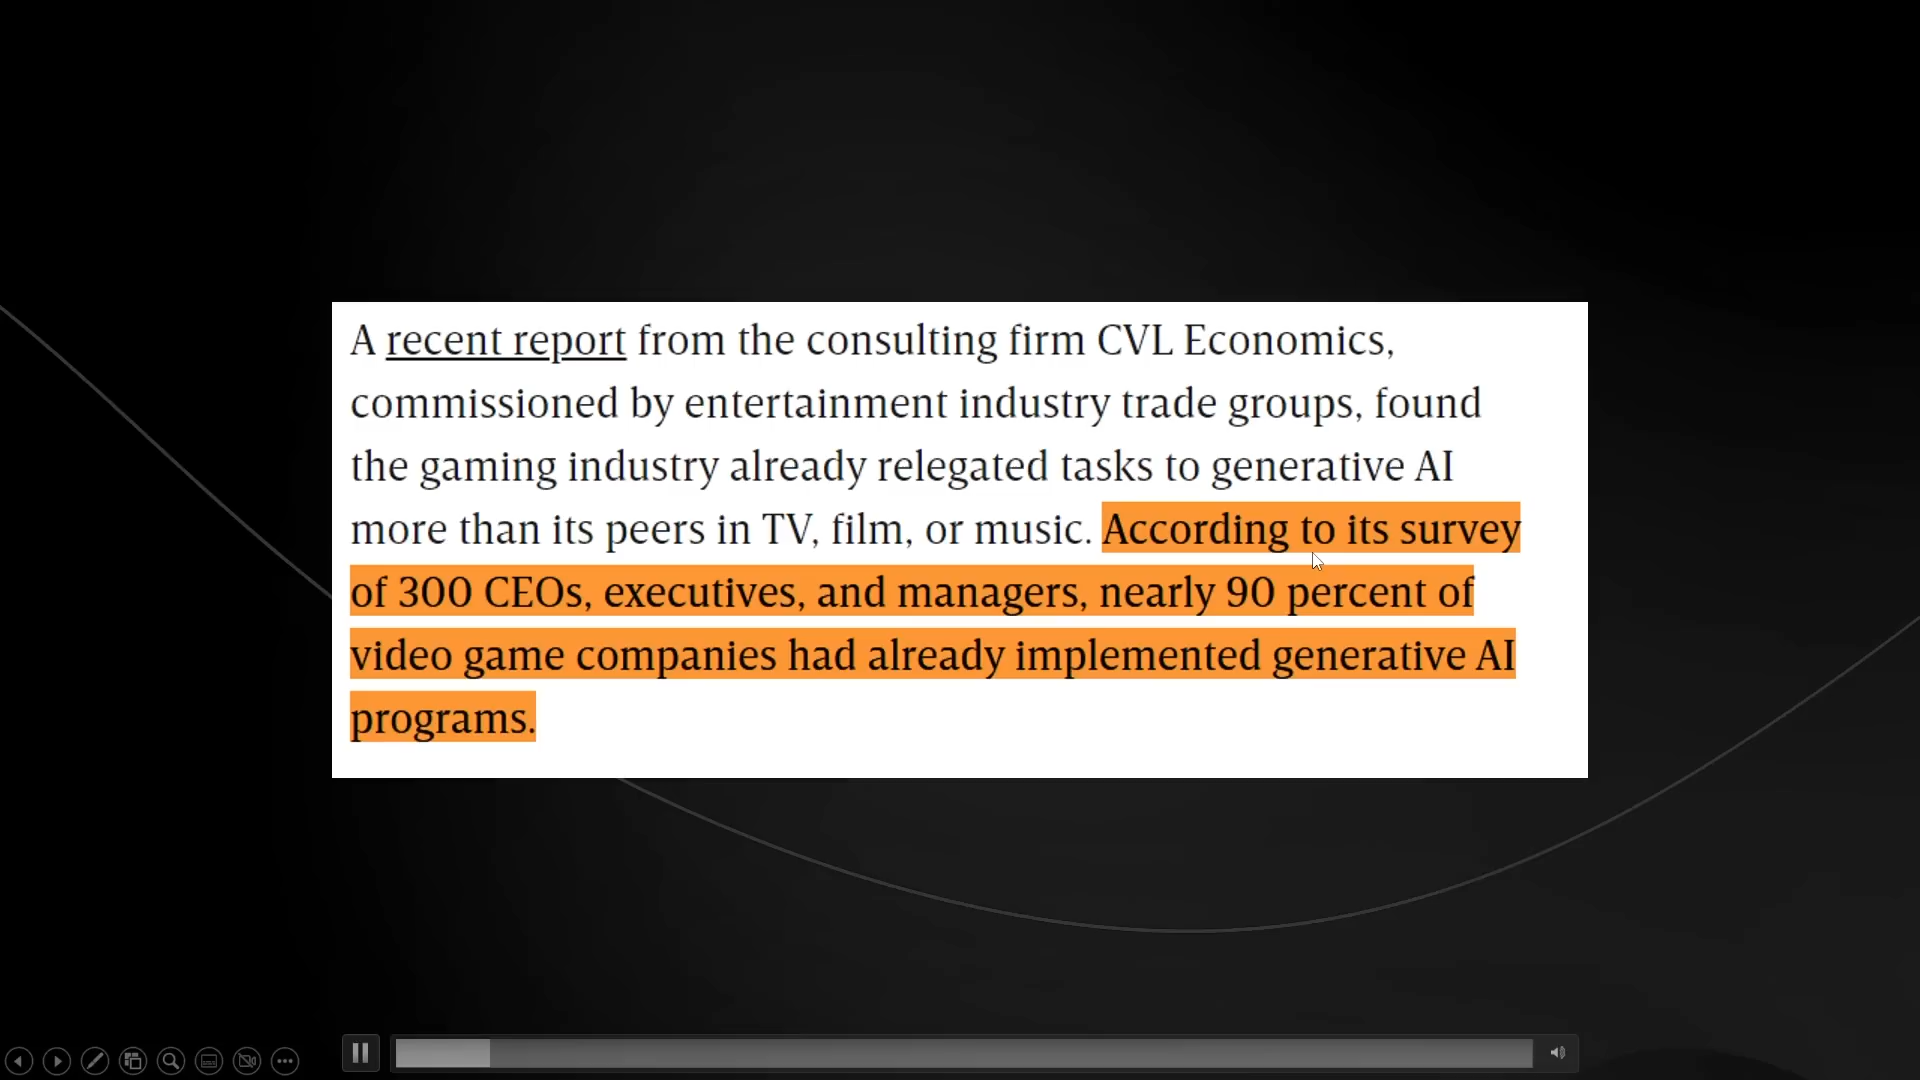 A recent report from the consulting firm CVL Economics,
commissioned by entertainment industry trade groups, found
the gaming industry already relegated tasks to generative AI
more than its peers in TV, film, or music. According to its survey
of 300 CEOs, executives, and managers, nearly 90 percent of
video game companies had already implemented generative AI
programs.